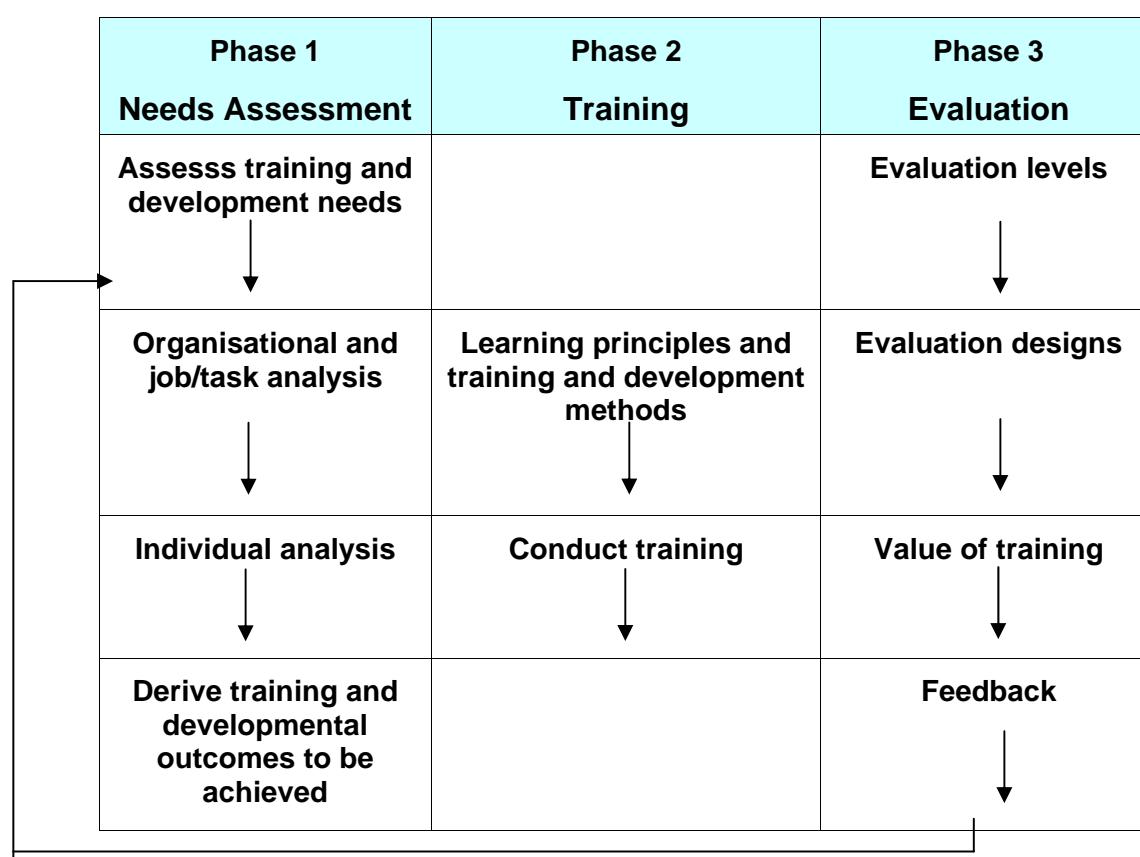 Phase 1
Needs Assessment
Phase 2
Training
Phase 3
Evaluation
Assesss training and
development needs
Evaluation levels
Organisational and
job/task analysis
Learning principles and
training and development
methods
Evaluation designs
Individual analysis
Conduct training
Value of training
Derive training and
developmental
outcomes to be
achieved
Feedback